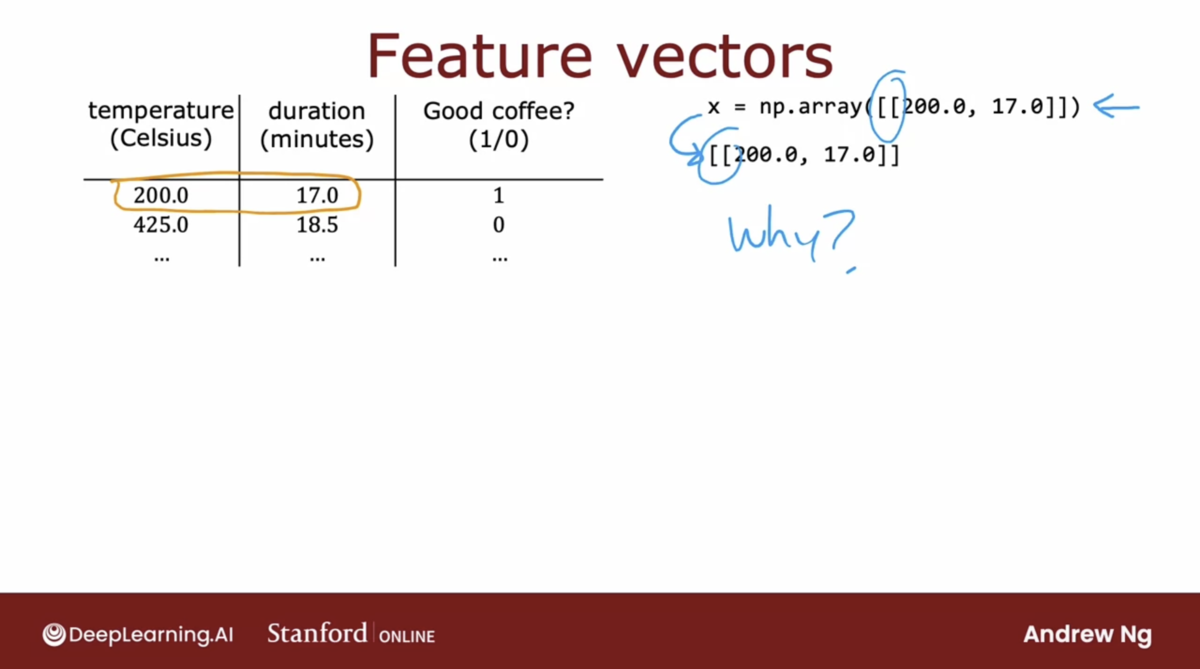 Feature vectors
temperature (Celsius) duration (minutes) Good coffee? (1/0)
200.0 17.0 1
425.0 18.5 0
... ... ...
x = np.array([[200.0, 17.0]])
[[200.0, 17.0]]
why?
DeepLearning.AI Stanford ONLINE Andrew Ng